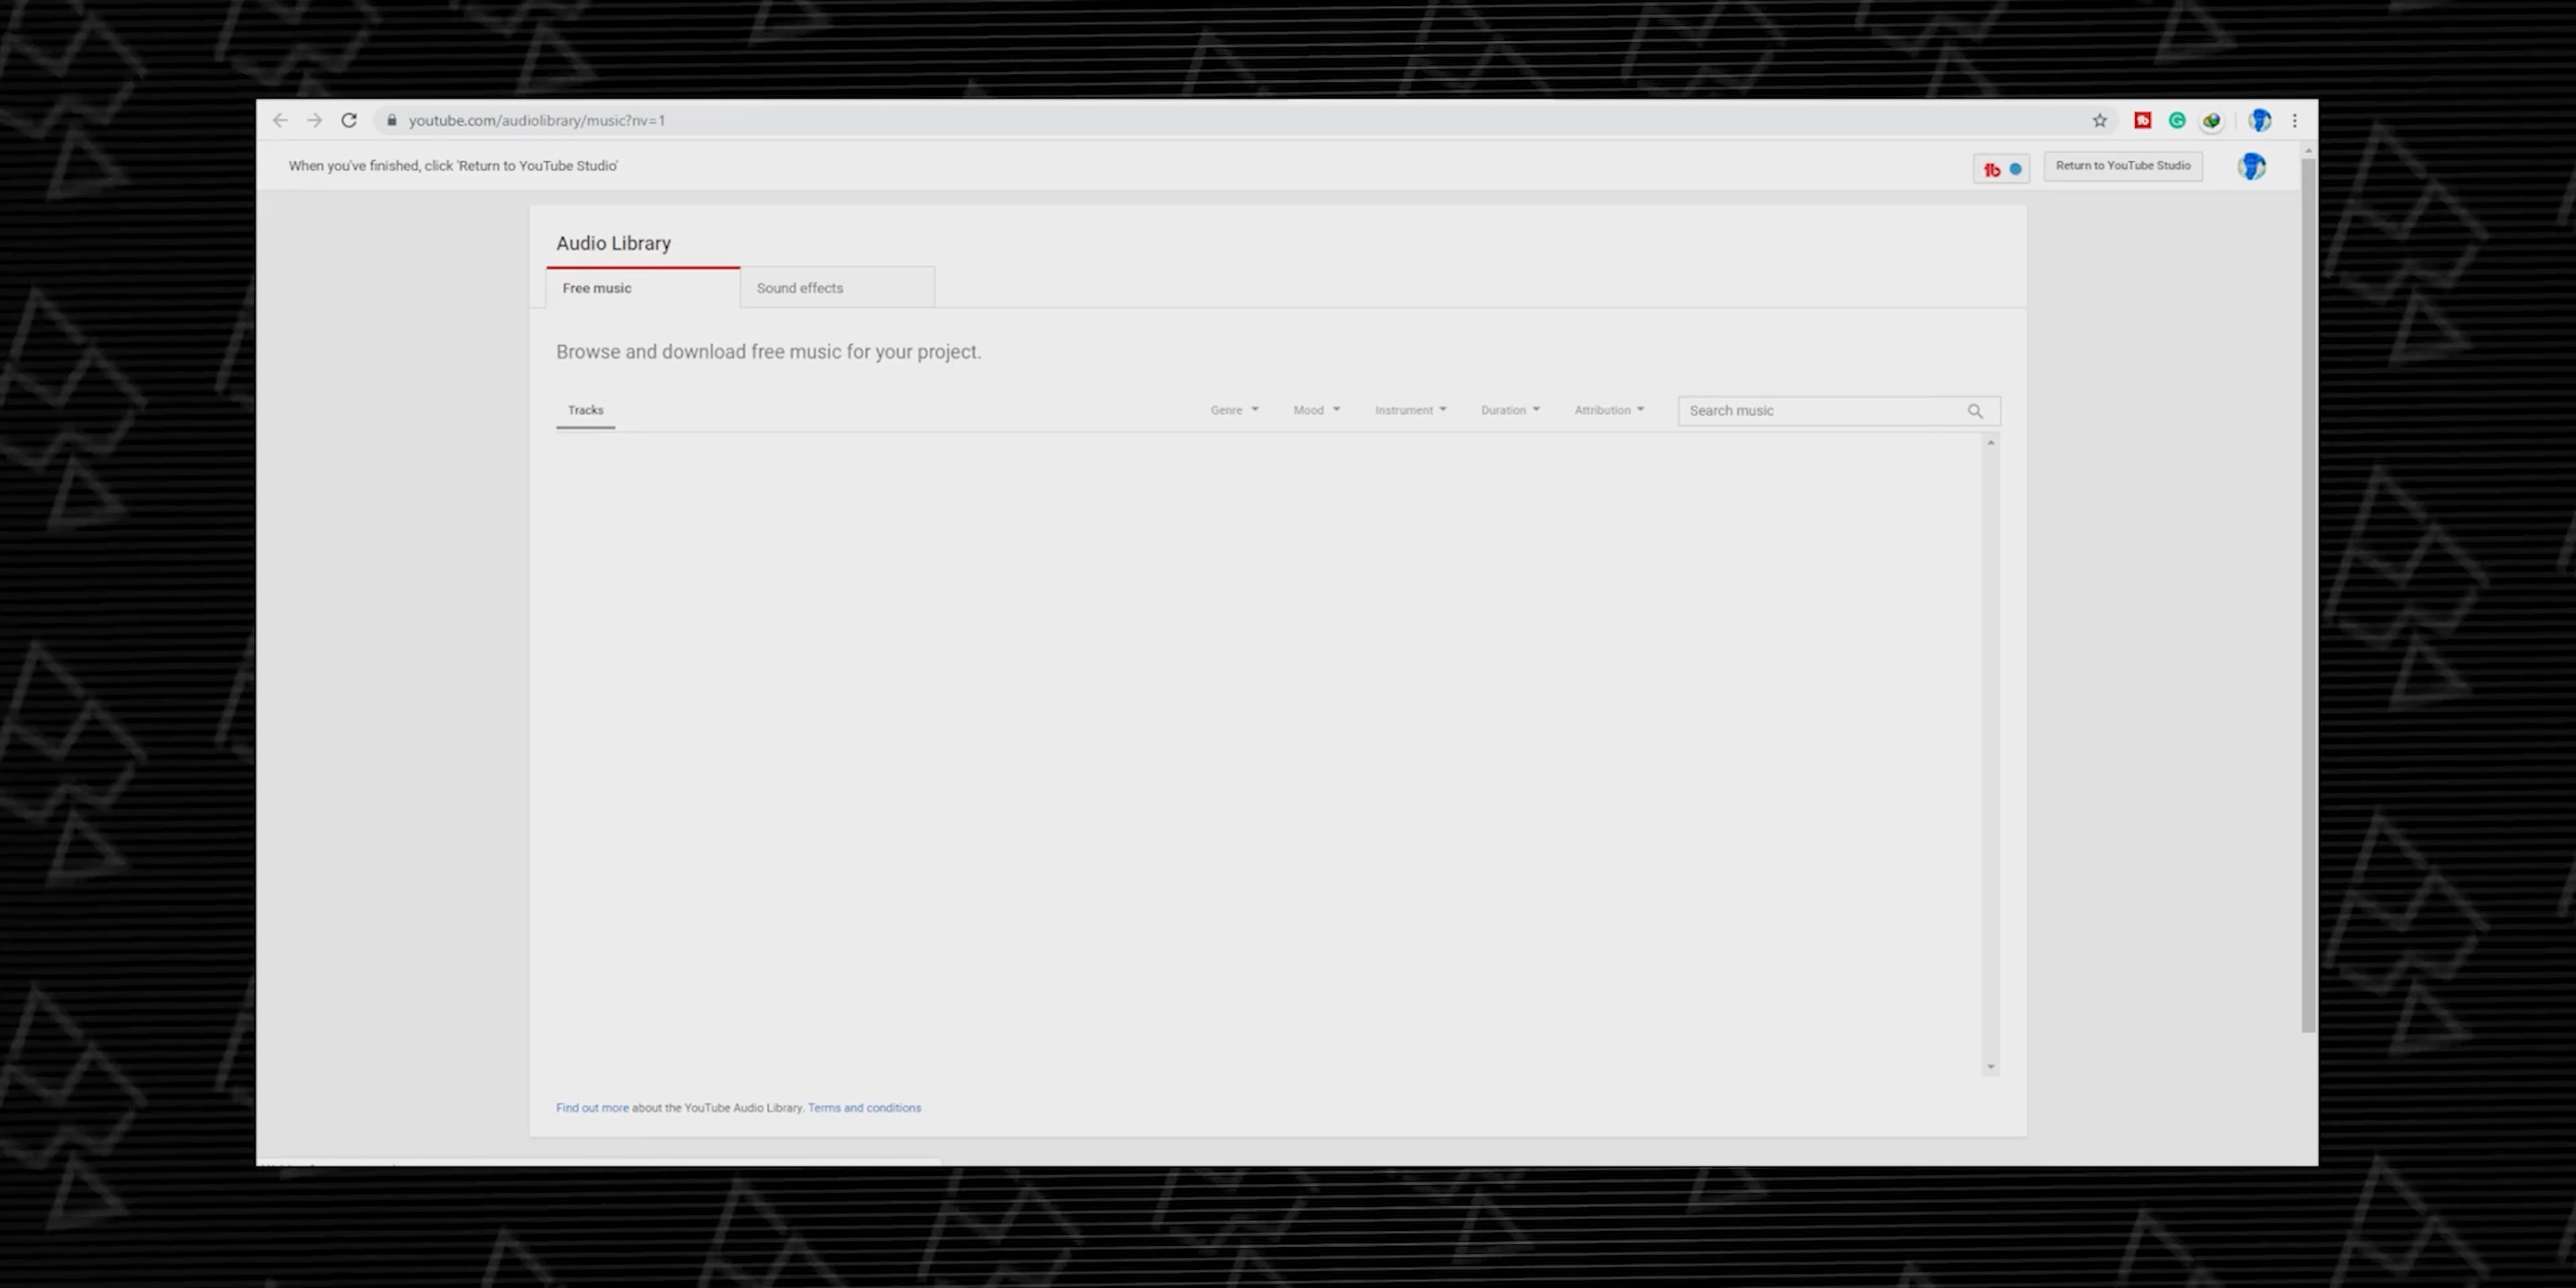 youtube.com/audiolibrary/music?nv=1
When you've finished, click 'Return to YouTube Studio'
Return to YouTube Studio
Audio Library
Free music
Sound effects
Browse and download free music for your project.
Tracks
Genre
Mood
Instrument
Duration
Attribution
Search music
Find out more about the YouTube Audio Library. Terms and conditions